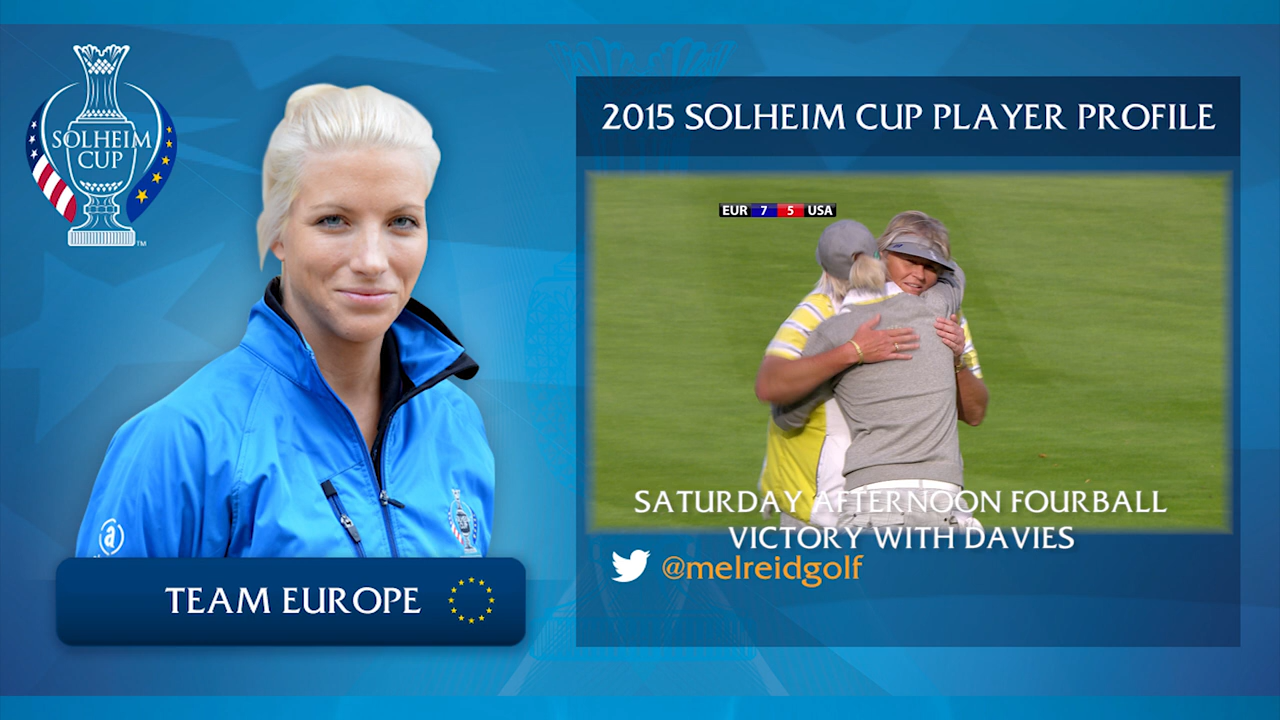 SOLHEIM
CUP
TM
2015 SOLHEIM CUP PLAYER PROFILE
EUR 7 5 USA
SATURDAY AFTERNOON FOURBALL
VICTORY WITH DAVIES
@melreidgolf
a
TEAM EUROPE